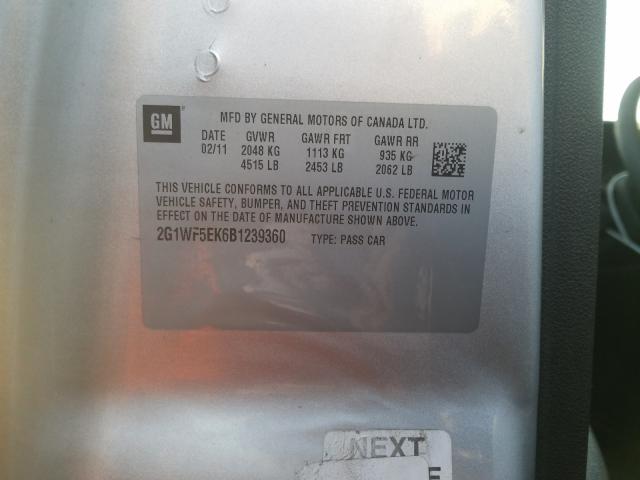 GM
MFD BY GENERAL MOTORS OF CANADA LTD.
DATE GVWR GAWR FRT GAWR RR
02/11 2048 KG 1113 KG 935 KG
4515 LB 2453 LB 2062 LB
THIS VEHICLE CONFORMS TO ALL APPLICABLE U.S. FEDERAL MOTOR
VEHICLE SAFETY, BUMPER, AND THEFT PREVENTION STANDARDS IN
EFFECT ON THE DATE OF MANUFACTURE SHOWN ABOVE.
2G1WF5EK6B1239360 TYPE: PASS CAR
NEXT